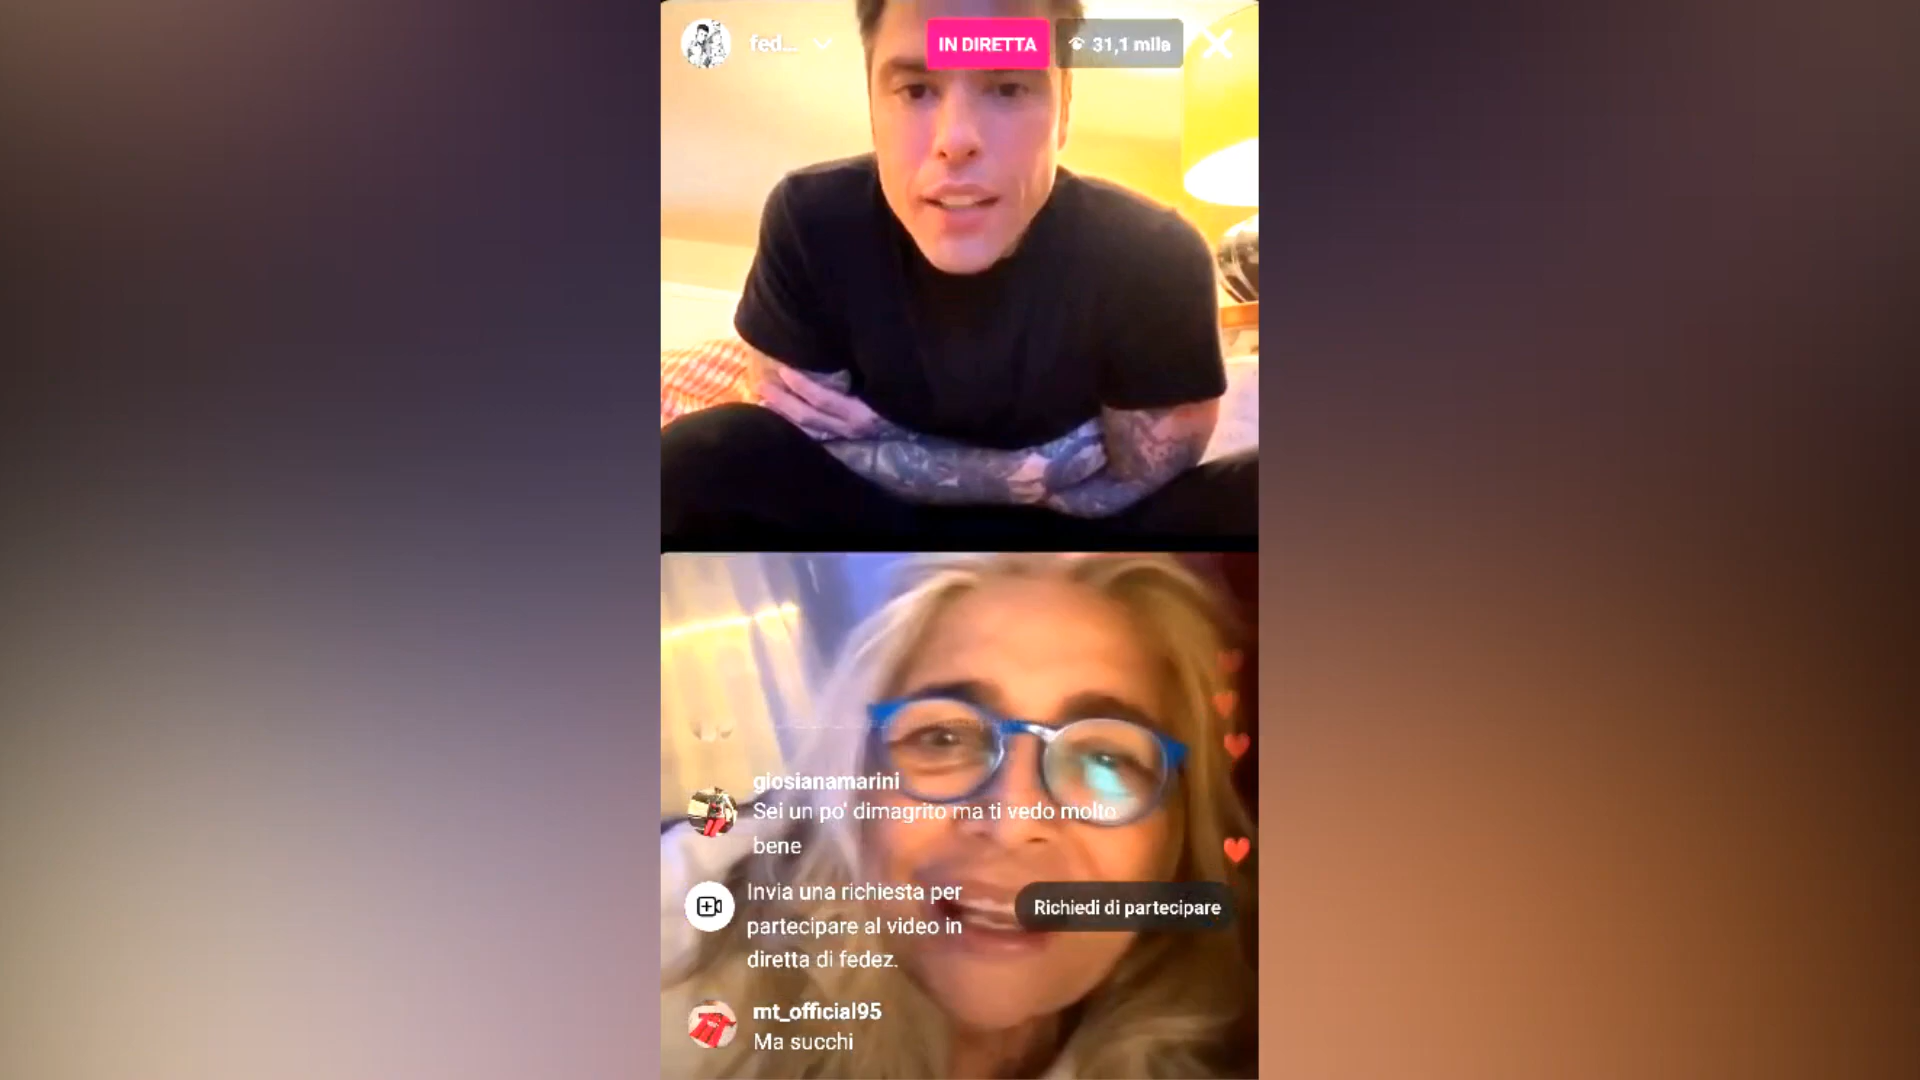 fed...
IN DIRETTA
31,1 mila
giosianamarini
Sei un po' dimagrito ma ti vedo molto
bene
Invia una richiesta per
partecipare al video in
diretta di fedez.
Richiedi di partecipare
mt_official95
Ma succhi